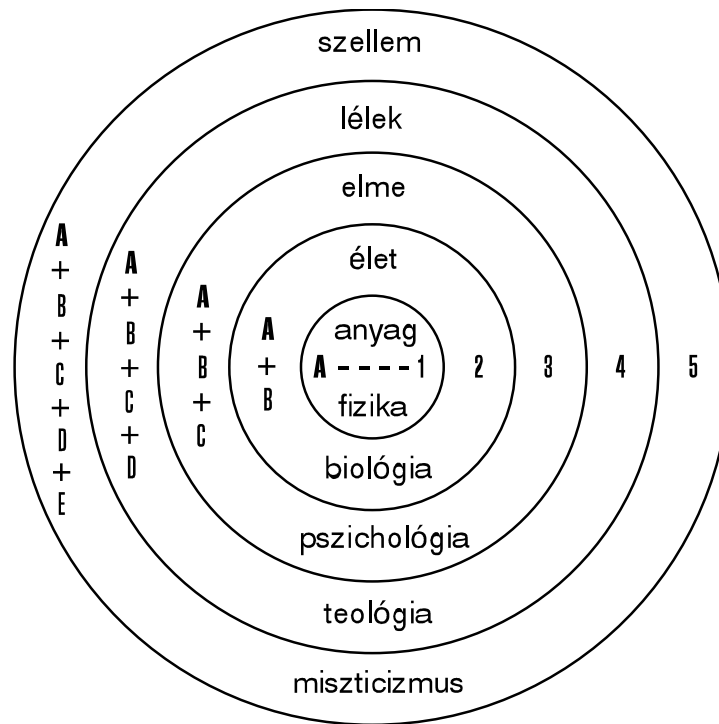 szellem
lélek
elme
élet
anyag
A
+
B
+
C
+
D
+
E
A
+
B
+
C
+
D
A
+
B
+
C
A
+
B
A - - - - 1
2
3
4
5
fizika
biológia
pszichológia
teológia
miszticizmus